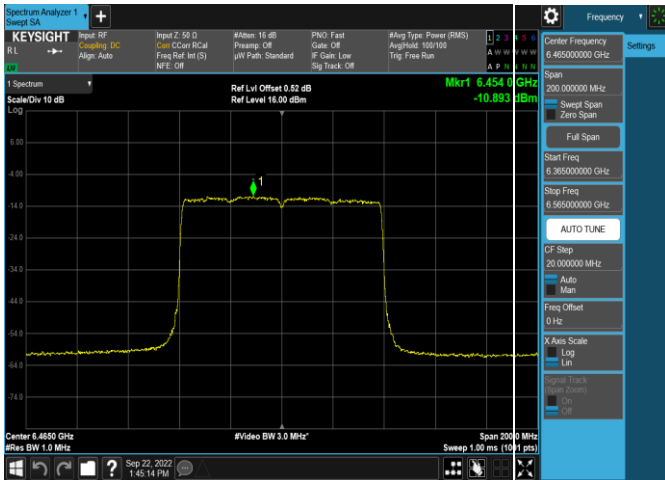 Spectrum Analyzer 1
Swept SA
+
Frequency
KEYSIGHT
RL
Input: RF
Coupling: DC
Align: Auto
Input Z: 50 Ω
Corr CCorr RCal
Freq Ref: Int (S)
NFE: Off
#Atten: 16 dB
Preamp: Off
µW Path: Standard
PNO: Fast
Gate: Off
IF Gain: Low
Sig Track: Off
#Avg Type: Power (RMS)
Avg|Hold: 100/100
Trig: Free Run
1 2 3 4 5 6
A W W W W W
A P N N N N
1 Spectrum
Scale/Div 10 dB
Log
Ref Lvl Offset 0.52 dB
Ref Level 16.00 dBm
Mkr1 6.454 0 GHz
-10.893 dBm
6.00
-4.00
-14.0
-24.0
-34.0
-44.0
-54.0
-64.0
-74.0
1
Center 6.4650 GHz
#Res BW 1.0 MHz
#Video BW 3.0 MHz*
Span 200.0 MHz
Sweep 1.00 ms (1001 pts)
Sep 22, 2022
1:45:14 PM
Center Frequency
6.465000000 GHz
Settings
Span
200.000000 MHz
Swept Span
Zero Span
Full Span
Start Freq
6.365000000 GHz
Stop Freq
6.565000000 GHz
AUTO TUNE
CF Step
20.000000 MHz
Auto
Man
Freq Offset
0 Hz
X Axis Scale
Log
Lin
Signal Track
(Span Zoom)
On
Off